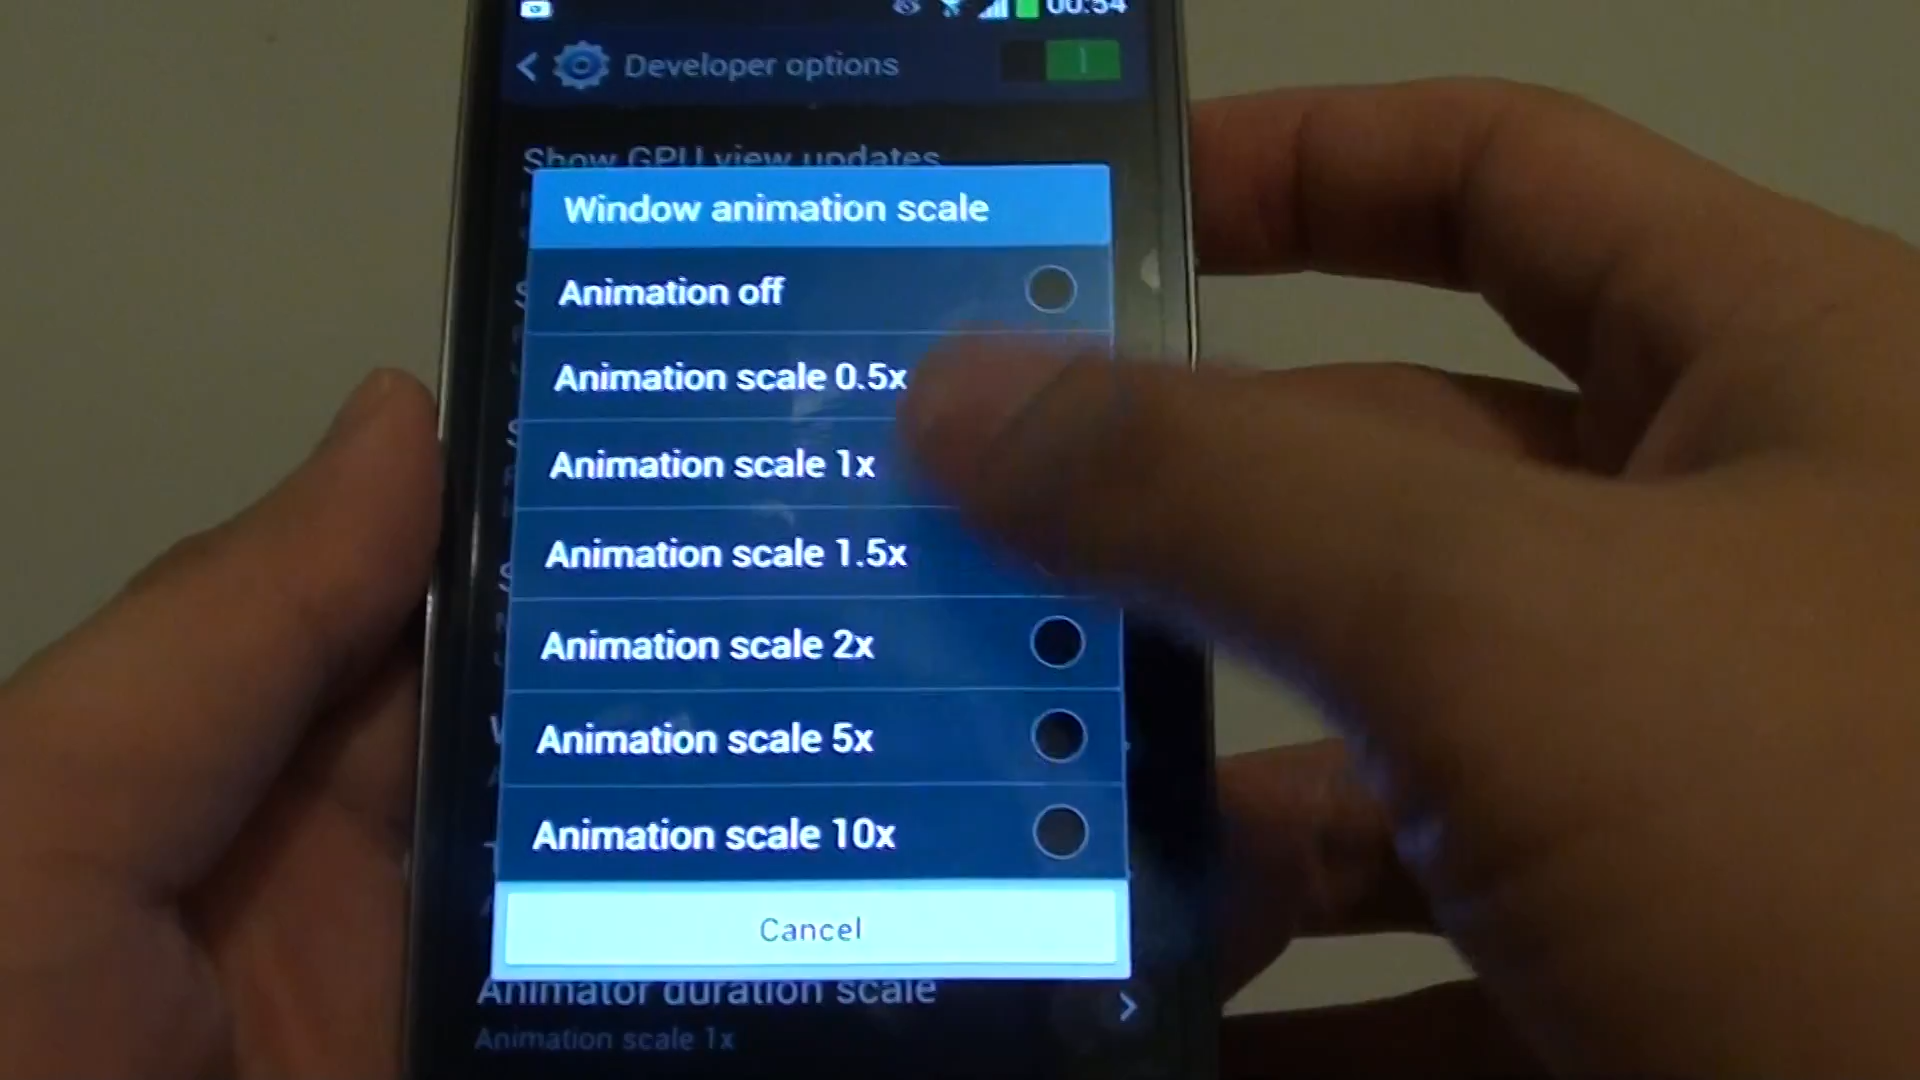 00:54
Developer options
Show GPU view updates
Window animation scale
Animation off
Animation scale 0.5x
Animation scale 1x
Animation scale 1.5x
Animation scale 2x
Animation scale 5x
Animation scale 10x
Cancel
Animator duration scale
Animation scale 1x